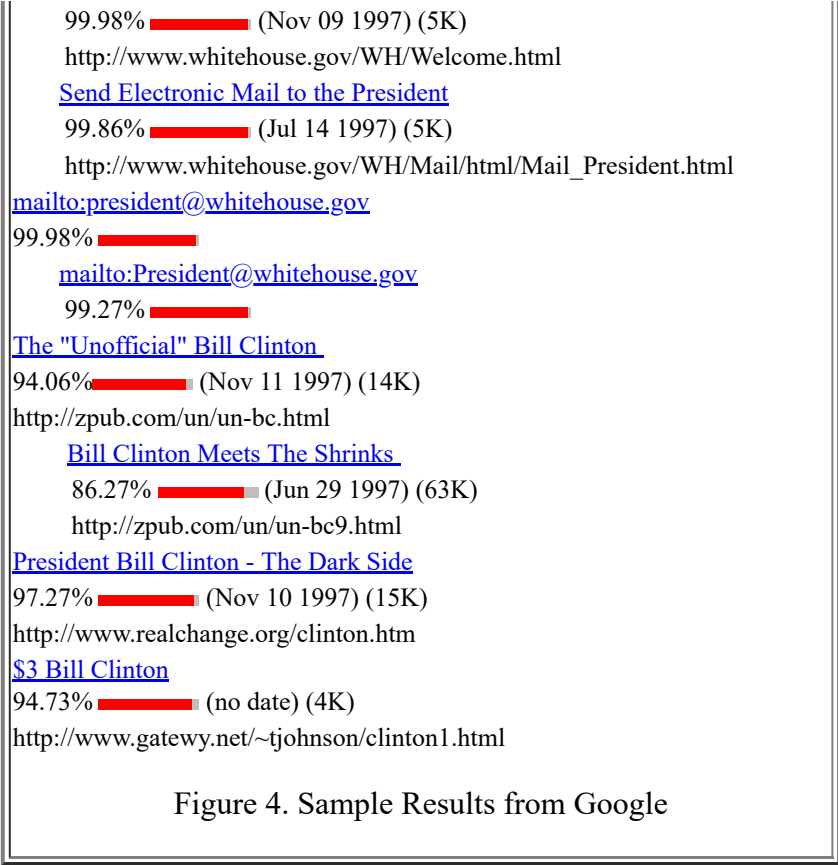 99.98% (Nov 09 1997) (5K)
http://www.whitehouse.gov/WH/Welcome.html
Send Electronic Mail to the President
99.86% (Jul 14 1997) (5K)
http://www.whitehouse.gov/WH/Mail/html/Mail_President.html
mailto:president@whitehouse.gov
99.98%
mailto:President@whitehouse.gov
99.27%
The "Unofficial" Bill Clinton
94.06% (Nov 11 1997) (14K)
http://zpub.com/un/un-bc.html
Bill Clinton Meets The Shrinks
86.27% (Jun 29 1997) (63K)
http://zpub.com/un/un-bc9.html
President Bill Clinton - The Dark Side
97.27% (Nov 10 1997) (15K)
http://www.realchange.org/clinton.htm
$3 Bill Clinton
94.73% (no date) (4K)
http://www.gatewy.net/~tjohnson/clinton1.html
Figure 4. Sample Results from Google